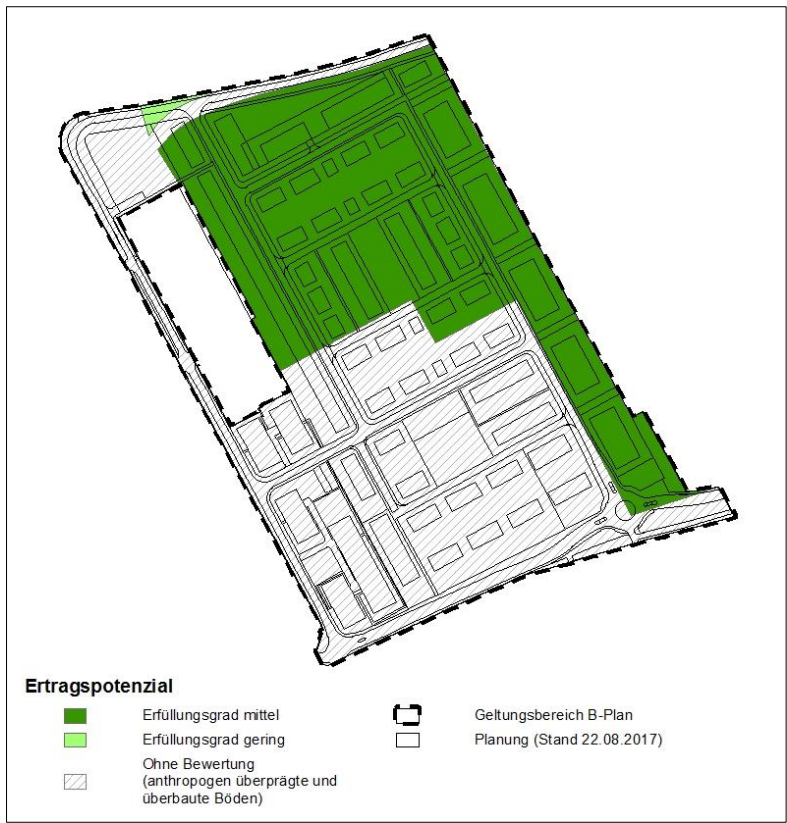 Ertragspotenzial
Erfüllungsgrad mittel
Erfüllungsgrad gering
Ohne Bewertung
(anthropogen überprägte und
überbaute Böden)
Geltungsbereich B-Plan
Planung (Stand 22.08.2017)